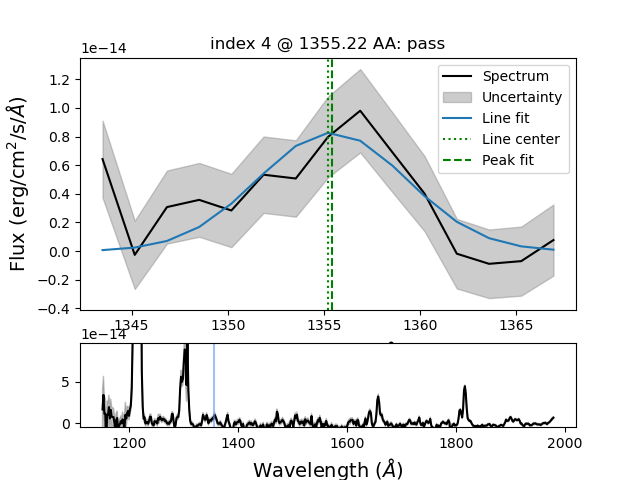 index 4 @ 1355.22 AA: pass
1e−14
Flux (erg/cm²/s/Å)
1.2
1.0
0.8
0.6
0.4
0.2
0.0
−0.2
−0.4
Spectrum
Uncertainty
Line fit
Line center
Peak fit
1345 1350 1355 1360 1365
1e−14
5
0
1200 1400 1600 1800 2000
Wavelength (Å)